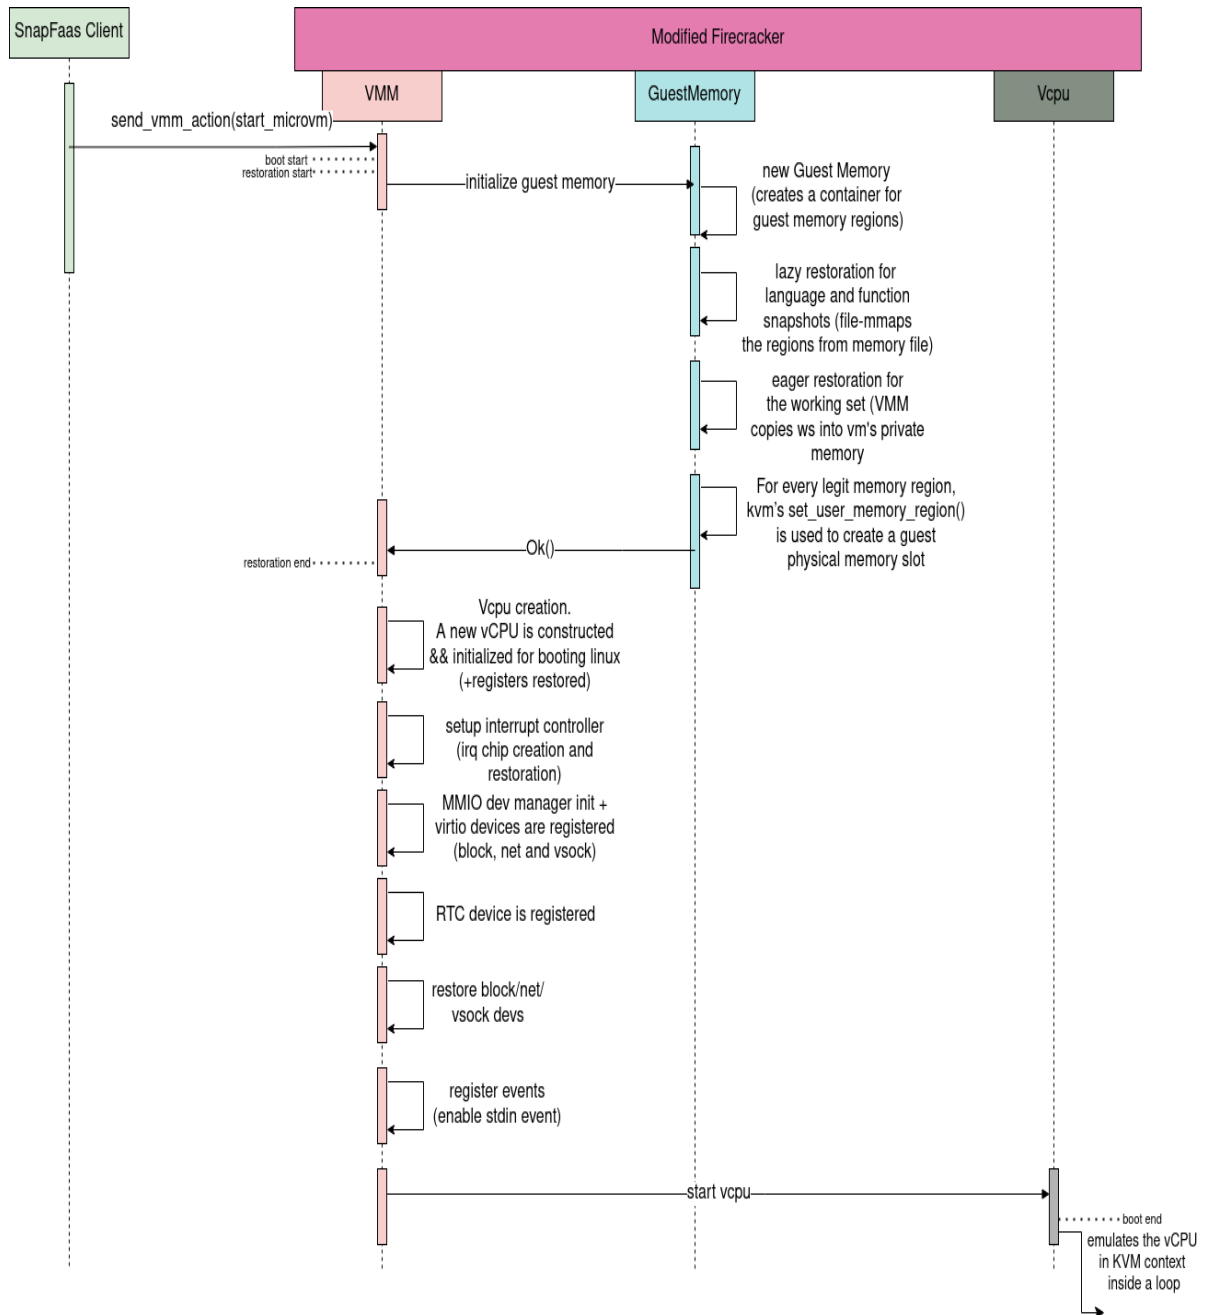 SnapFaas Client
Modified Firecracker
VMM
GuestMemory
Vcpu
send_vmm_action(start_microvm)
boot start
restoration start
initialize guest memory
new Guest Memory
(creates a container for
guest memory regions)
lazy restoration for
language and function
snapshots (file-mmaps
the regions from memory file)
eager restoration for
the working set (VMM
copies ws into vm's private
memory
For every legit memory region,
kvm's set_user_memory_region()
is used to create a guest
physical memory slot
Ok()
restoration end
Vcpu creation.
A new vCPU is constructed
&& initialized for booting linux
(+registers restored)
setup interrupt controller
(irq chip creation and
restoration)
MMIO dev manager init +
virtio devices are registered
(block, net and vsock)
RTC device is registered
restore block/net/
vsock devs
register events
(enable stdin event)
start vcpu
boot end
emulates the vCPU
in KVM context
inside a loop